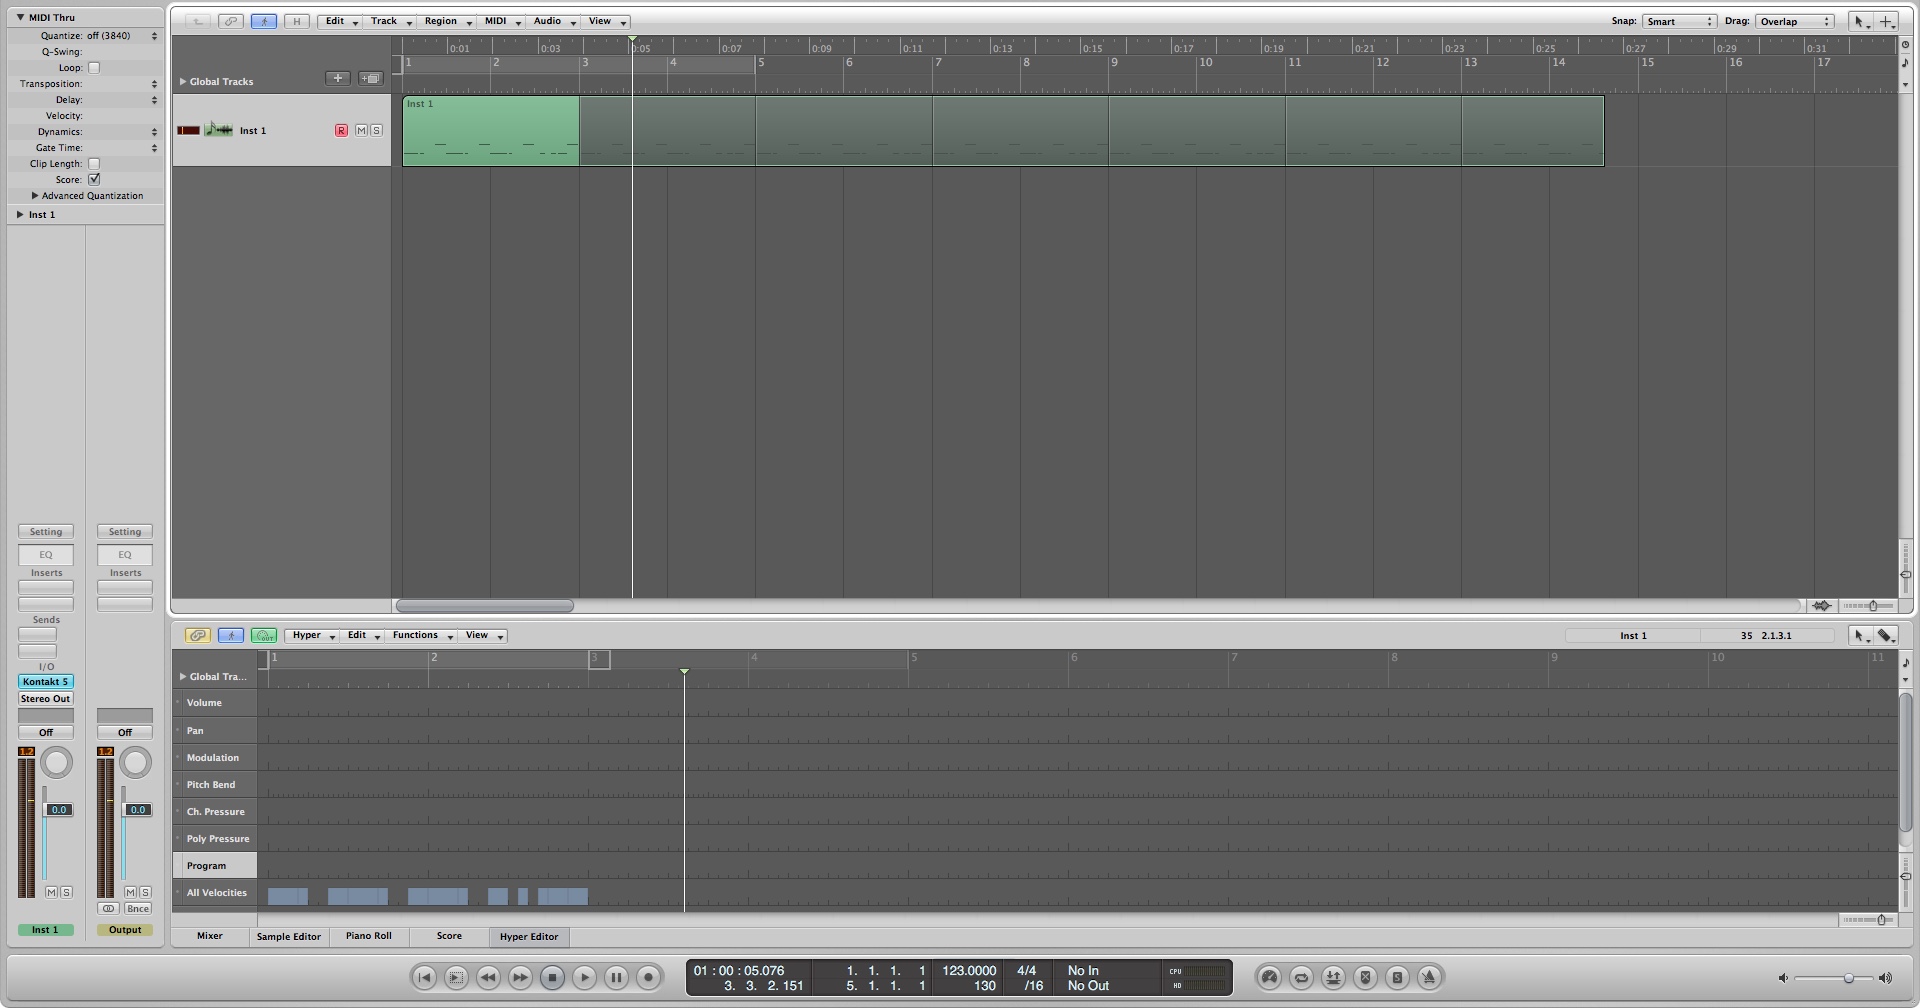 MIDI Thru
Quantize: off (3840)
Q-Swing:
Loop:
Transposition:
Delay:
Velocity:
Dynamics:
Gate Time:
Clip Length:
Score:
Advanced Quantization
Inst 1
Setting Setting
EQ EQ
Inserts Inserts
Sends
I/O
Kontakt 5
Stereo Out
Off Off
1.2 1.2
0.0 0.0
M S M S
Bnce
Inst 1 Output
H Edit Track Region MIDI Audio View Snap: Smart Drag: Overlap
0:01 0:03 0:05 0:07 0:09 0:11 0:13 0:15 0:17 0:19 0:21 0:23 0:25 0:27 0:29 0:31
1 2 3 4 5 6 7 8 9 10 11 12 13 14 15 16 17
Global Tracks
Inst 1 R M S
Inst 1
OUT Hyper Edit Functions View Inst 1 35 2.1.3.1
1 2 3 4 5 6 7 8 9 10 11
Global Tra...
Volume
Pan
Modulation
Pitch Bend
Ch. Pressure
Poly Pressure
Program
All Velocities
Mixer Sample Editor Piano Roll Score Hyper Editor
01 : 00 : 05.076 1. 1. 1. 1 123.0000 4/4 No In CPU
3. 3. 2. 151 5. 1. 1. 1 130 /16 No Out HD
S